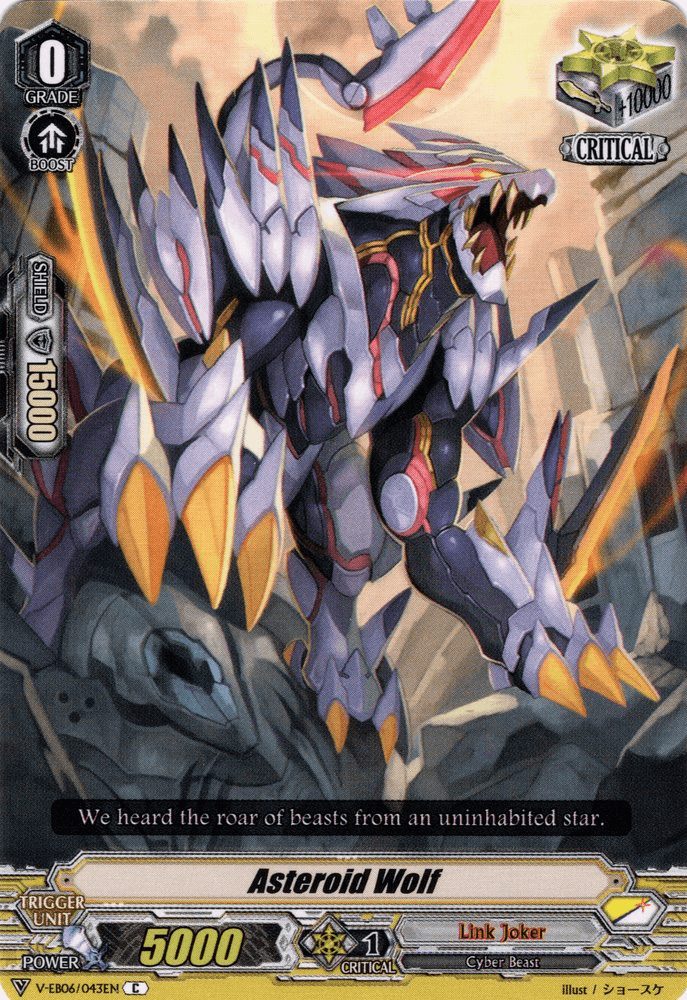 0
GRADE
BOOST
+10000
CRITICAL
SHIELD 15000
We heard the roar of beasts from an uninhabited star.
Asteroid Wolf
TRIGGER
UNIT
POWER
5000
1
CRITICAL
Link Joker
Cyber Beast
V-EB06/043EN C
illust / ショースケ